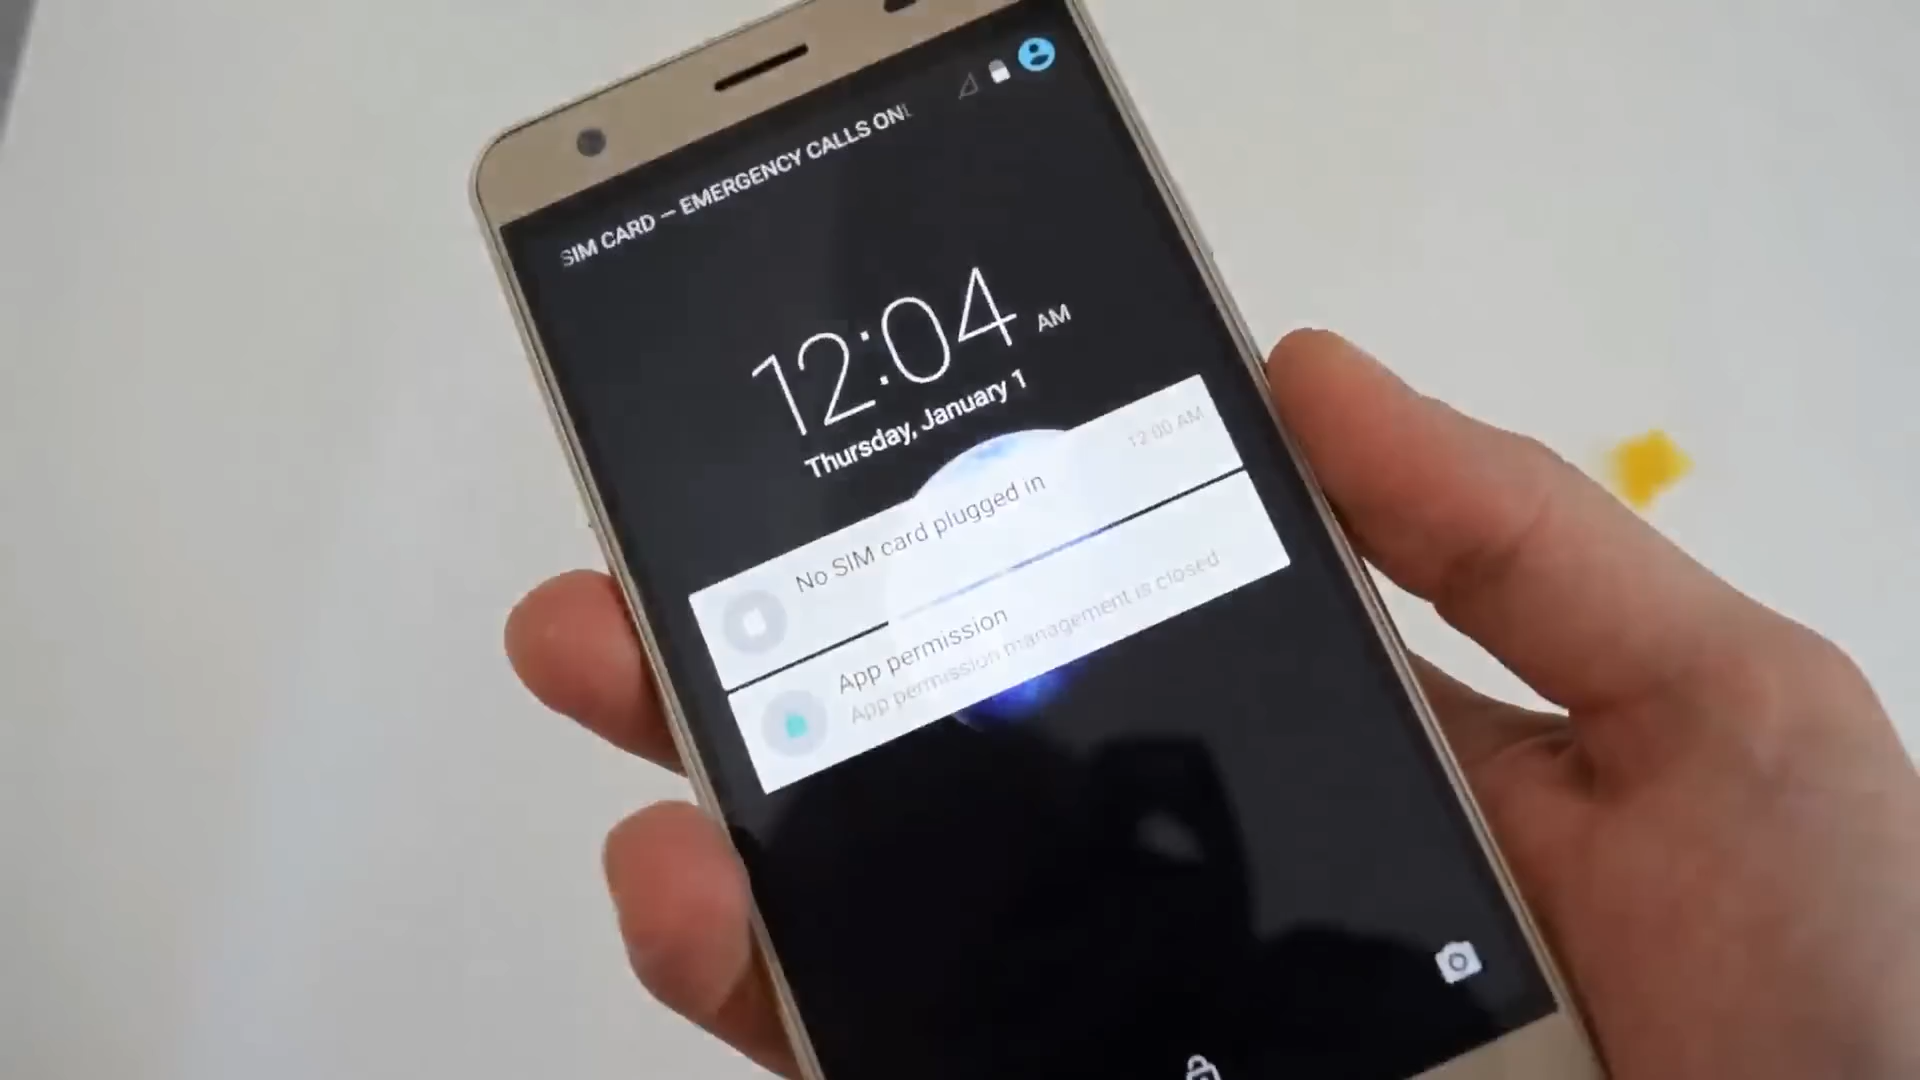 SIM CARD — EMERGENCY CALLS ONL
12:04 AM
Thursday, January 1
12:00 AM
No SIM card plugged in
App permission
App permission management is closed